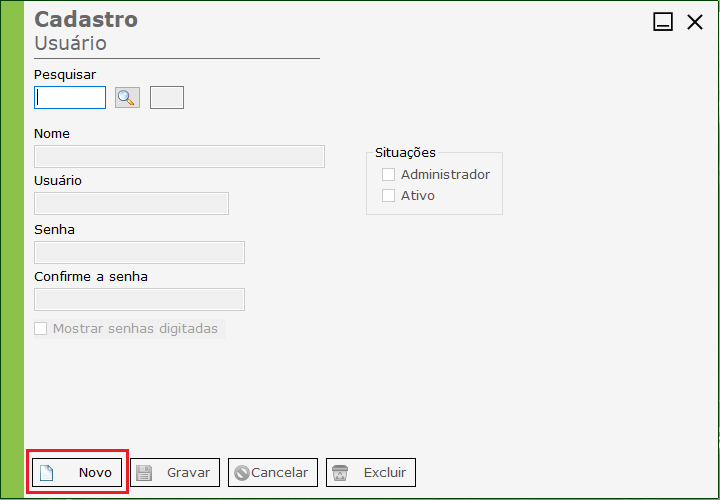 Cadastro
Usuário
Pesquisar
Nome
Situações
Administrador
Ativo
Usuário
Senha
Confirme a senha
Mostrar senhas digitadas
Novo
Gravar
Cancelar
Excluir